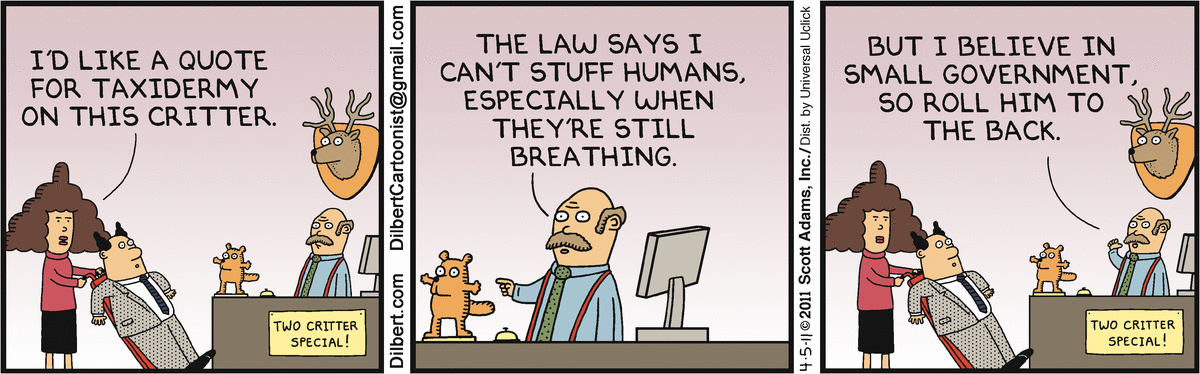 I'D LIKE A QUOTE
FOR TAXIDERMY
ON THIS CRITTER.
TWO CRITTER
SPECIAL!
Dilbert.com DilbertCartoonist@gmail.com
THE LAW SAYS I
CAN'T STUFF HUMANS,
ESPECIALLY WHEN
THEY'RE STILL
BREATHING.
4-5-11 © 2011 Scott Adams, Inc./Dist. by Universal Uclick
BUT I BELIEVE IN
SMALL GOVERNMENT,
SO ROLL HIM TO
THE BACK.
TWO CRITTER
SPECIAL!